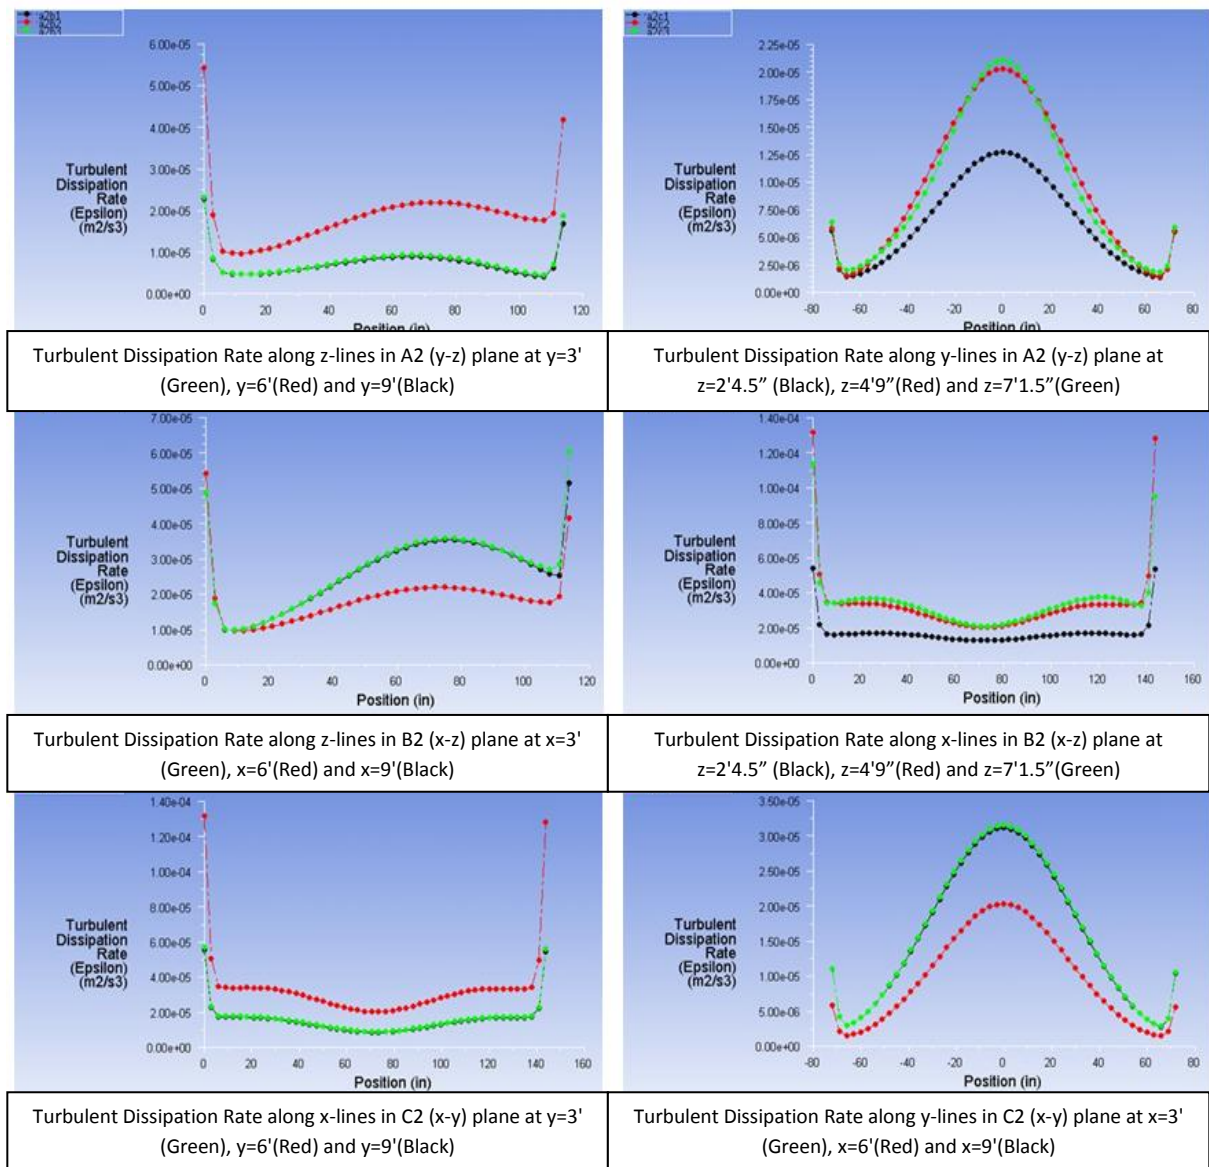 a2b1
a2b2
a2b3
6.00e-05
5.00e-05
4.00e-05
3.00e-05
2.00e-05
1.00e-05
0.00e+00
Turbulent
Dissipation
Rate
(Epsilon)
(m2/s3)
0 20 40 60 80 100 120
Position (in)
a2c1
a2c2
a2c3
2.25e-05
2.00e-05
1.75e-05
1.50e-05
1.25e-05
1.00e-05
7.50e-06
5.00e-06
2.50e-06
0.00e+00
Turbulent
Dissipation
Rate
(Epsilon)
(m2/s3)
-80 -60 -40 -20 0 20 40 60 80
Position (in)
Turbulent Dissipation Rate along z-lines in A2 (y-z) plane at y=3'
(Green), y=6'(Red) and y=9'(Black)
Turbulent Dissipation Rate along y-lines in A2 (y-z) plane at
z=2'4.5” (Black), z=4'9”(Red) and z=7'1.5”(Green)
7.00e-05
6.00e-05
5.00e-05
4.00e-05
3.00e-05
2.00e-05
1.00e-05
0.00e+00
Turbulent
Dissipation
Rate
(Epsilon)
(m2/s3)
0 20 40 60 80 100 120
Position (in)
1.40e-04
1.20e-04
1.00e-04
8.00e-05
6.00e-05
4.00e-05
2.00e-05
0.00e+00
Turbulent
Dissipation
Rate
(Epsilon)
(m2/s3)
0 20 40 60 80 100 120 140 160
Position (in)
Turbulent Dissipation Rate along z-lines in B2 (x-z) plane at x=3'
(Green), x=6'(Red) and x=9'(Black)
Turbulent Dissipation Rate along x-lines in B2 (x-z) plane at
z=2'4.5” (Black), z=4'9”(Red) and z=7'1.5”(Green)
1.40e-04
1.20e-04
1.00e-04
8.00e-05
6.00e-05
4.00e-05
2.00e-05
0.00e+00
Turbulent
Dissipation
Rate
(Epsilon)
(m2/s3)
0 20 40 60 80 100 120 140 160
Position (in)
3.50e-05
3.00e-05
2.50e-05
2.00e-05
1.50e-05
1.00e-05
5.00e-06
0.00e+00
Turbulent
Dissipation
Rate
(Epsilon)
(m2/s3)
-80 -60 -40 -20 0 20 40 60 80
Position (in)
Turbulent Dissipation Rate along x-lines in C2 (x-y) plane at y=3'
(Green), y=6'(Red) and y=9'(Black)
Turbulent Dissipation Rate along y-lines in C2 (x-y) plane at x=3'
(Green), x=6'(Red) and x=9'(Black)